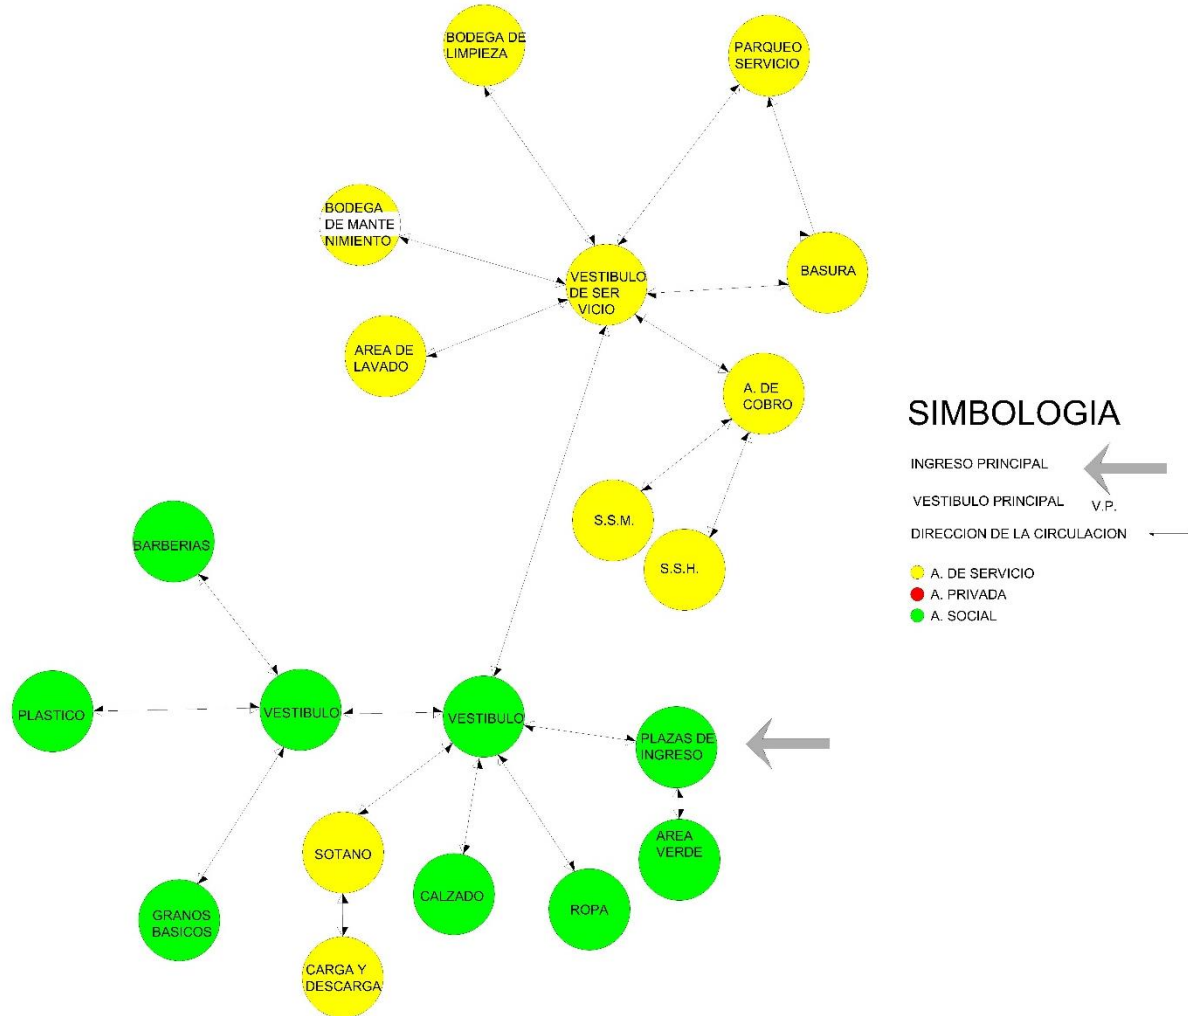 BODEGA DE
LIMPIEZA
PARQUEO
SERVICIO
BODEGA
DE MANTE
NIMIENTO
VESTIBULO
DE SER
VICIO
BASURA
AREA DE
LAVADO
A. DE
COBRO
S.S.M.
S.S.H.
SIMBOLOGIA
INGRESO PRINCIPAL
VESTIBULO PRINCIPAL V.P.
DIRECCION DE LA CIRCULACION
A. DE SERVICIO
A. PRIVADA
A. SOCIAL
BARBERIAS
PLASTICO
VESTIBULO
VESTIBULO
PLAZAS DE
INGRESO
SOTANO
CALZADO
ROPA
AREA
VERDE
GRANOS
BASICOS
CARGA Y
DESCARGA